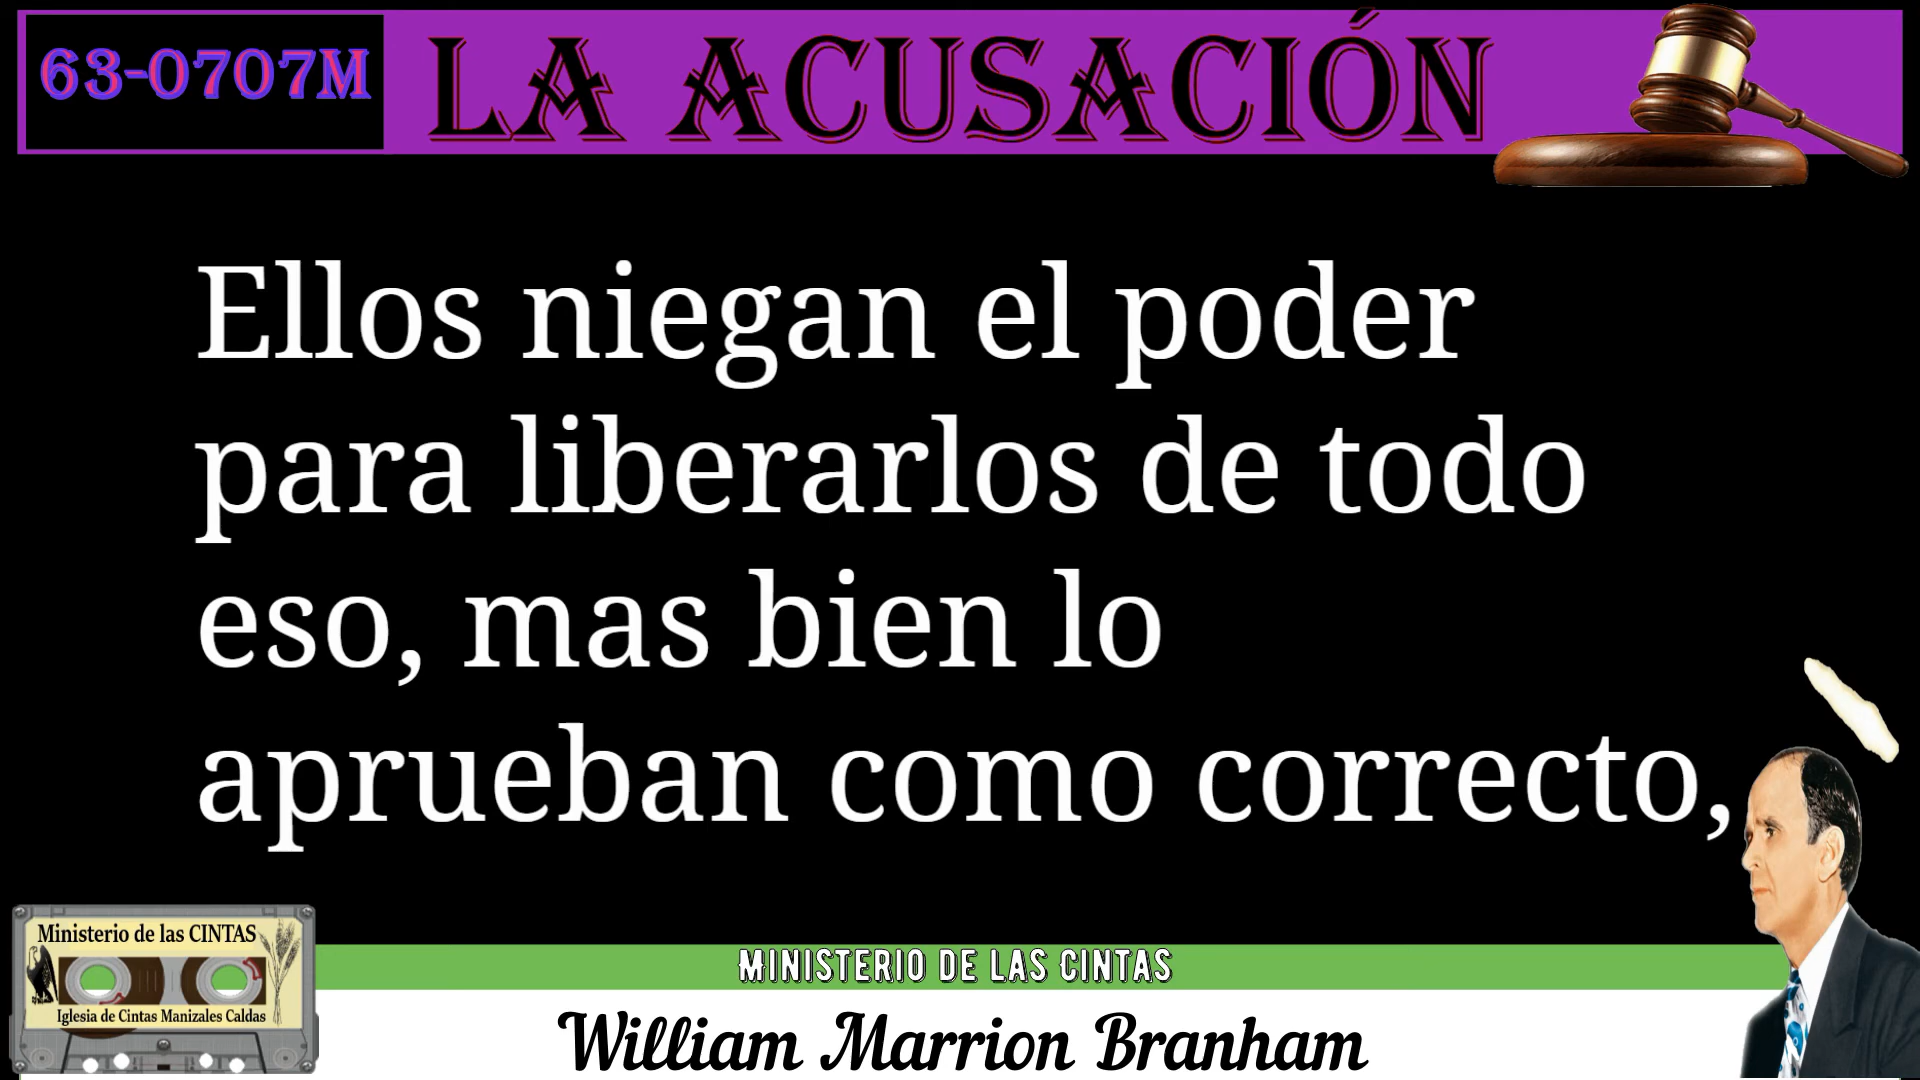 63-0707M
LA ACUSACIÓN
Ellos niegan el poder
para liberarlos de todo
eso, mas bien lo
aprueban como correcto,
Ministerio de las CINTAS
Iglesia de Cintas Manizales Caldas
MINISTERIO DE LAS CINTAS
William Marrion Branham